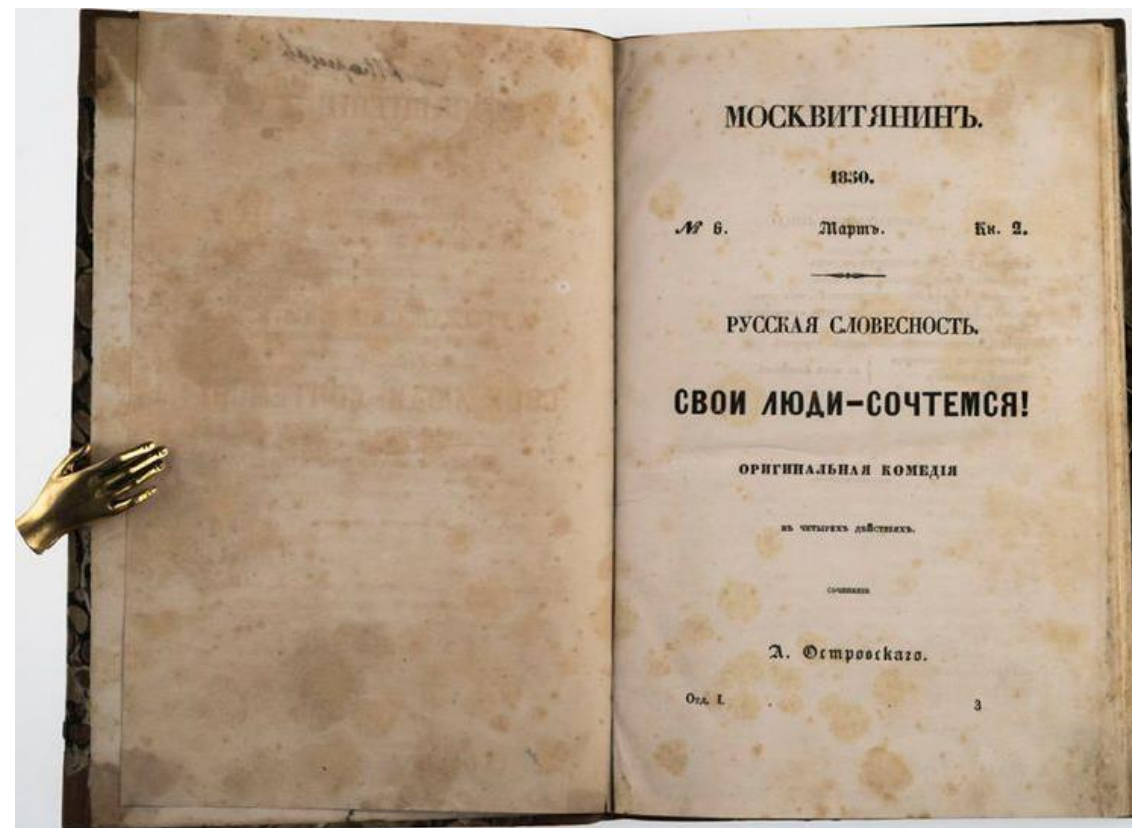 МОСКВИТЯНИНЪ.
1850.
№ 6. Мартъ. Кн. 2.
РУССКАЯ СЛОВЕСНОСТЬ.
СВОИ ЛЮДИ-СОЧТЕМСЯ!
ОРИГИНАЛЬНАЯ КОМЕДІЯ
ВЪ ЧЕТЫРЕХЪ ДѢЙСТВІЯХЪ.
СОЧИНЕНІЕ
А. Островскаго.
Отд. I. 3